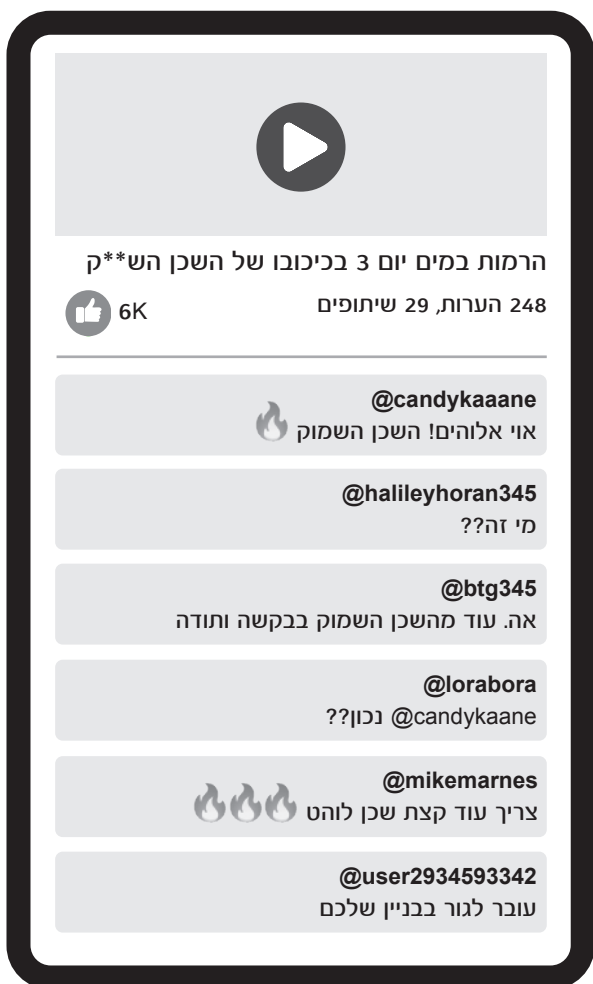 הרמות במים יום 3 בכיכובו של השכן הש**ק
248 הערות, 29 שיתופים
6K
@candykaaane
אוי אלוהים! השכן השמוק 🔥
@halileyhoran345
מי זה??
@btg345
אה. עוד מהשכן השמוק בבקשה ותודה
@lorabora
@candykaane נכון??
@mikemarnes
צריך עוד קצת שכן לוהט 🔥🔥🔥
@user2934593342
עובר לגור בבניין שלכם